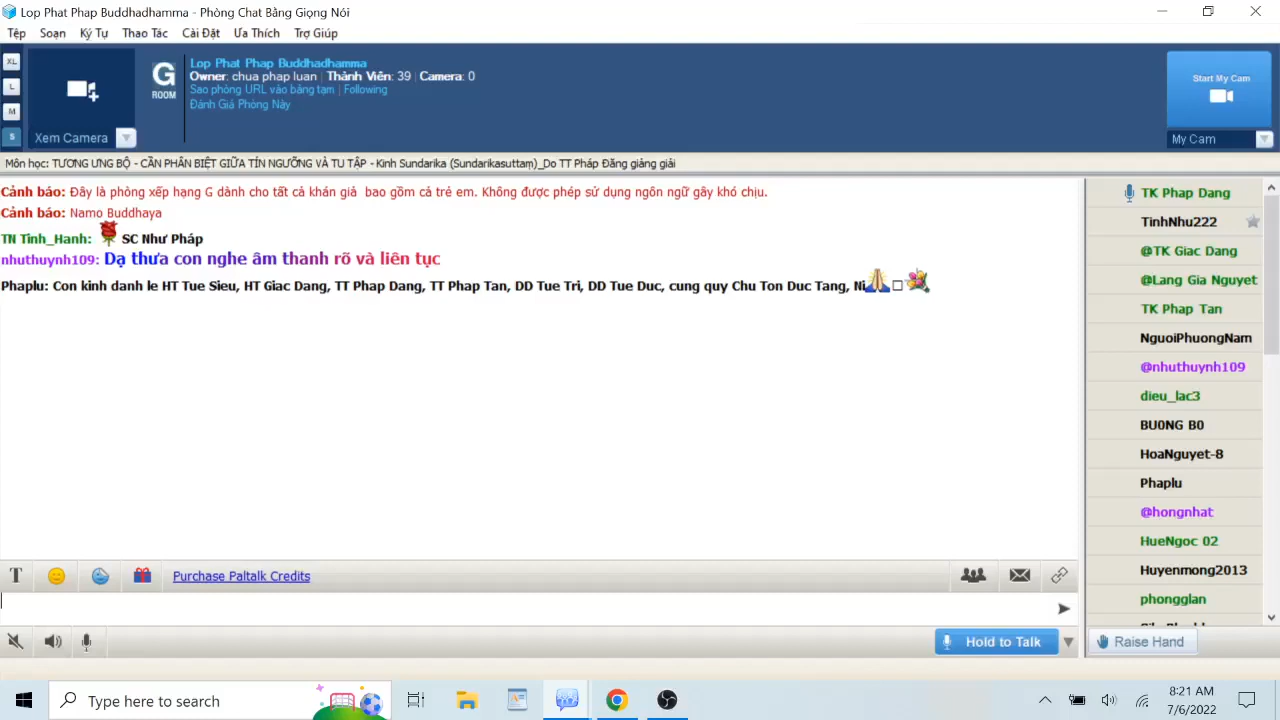 Lop Phat Phap Buddhadhamma - Phòng Chat Bằng Giọng Nói
Tệp Soạn Ký Tự Thao Tác Cài Đặt Ưa Thích Trợ Giúp
XL
L
M
S
Xem Camera
G
ROOM
Lop Phat Phap Buddhadhamma
Owner: chua phap luan | Thành Viên: 39 | Camera: 0
Sao phòng URL vào bảng tạm | Following
Đánh Giá Phòng Này
Start My Cam
My Cam
Môn học: TƯƠNG ƯNG BỘ - CẦN PHÂN BIỆT GIỮA TÍN NGƯỠNG VÀ TU TẬP - Kinh Sundarika (Sundarikasuttaṃ)_Do TT Pháp Đăng giảng giải
Cảnh báo: Đây là phòng xếp hạng G dành cho tất cả khán giả bao gồm cả trẻ em. Không được phép sử dụng ngôn ngữ gây khó chịu.
Cảnh báo: Namo Buddhaya
TN Tinh_Hanh: SC Như Pháp
nhuthuynh109: Dạ thưa con nghe âm thanh rõ và liên tục
Phaplu: Con kinh danh le HT Tue Sieu, HT Giac Dang, TT Phap Dang, TT Phap Tan, DD Tue Tri, DD Tue Duc, cung quy Chu Ton Duc Tang, Ni
TK Phap Dang
TinhNhu222
@TK Giac Dang
@Lang Gia Nguyet
TK Phap Tan
NguoiPhuongNam
@nhuthuynh109
dieu_lac3
BU0NG B0
HoaNguyet-8
Phaplu
@hongnhat
HueNgoc 02
Huyenmong2013
phongglan
T Purchase Paltalk Credits
Hold to Talk
Raise Hand
Type here to search
8:21 AM
7/6/2022